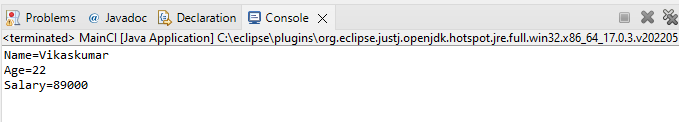 Problems Javadoc Declaration Console
<terminated> MainCl [Java Application] C:\eclipse\plugins\org.eclipse.justj.openjdk.hotspot.jre.full.win32.x86_64_17.0.3.v202205
Name=Vikaskumar
Age=22
Salary=89000